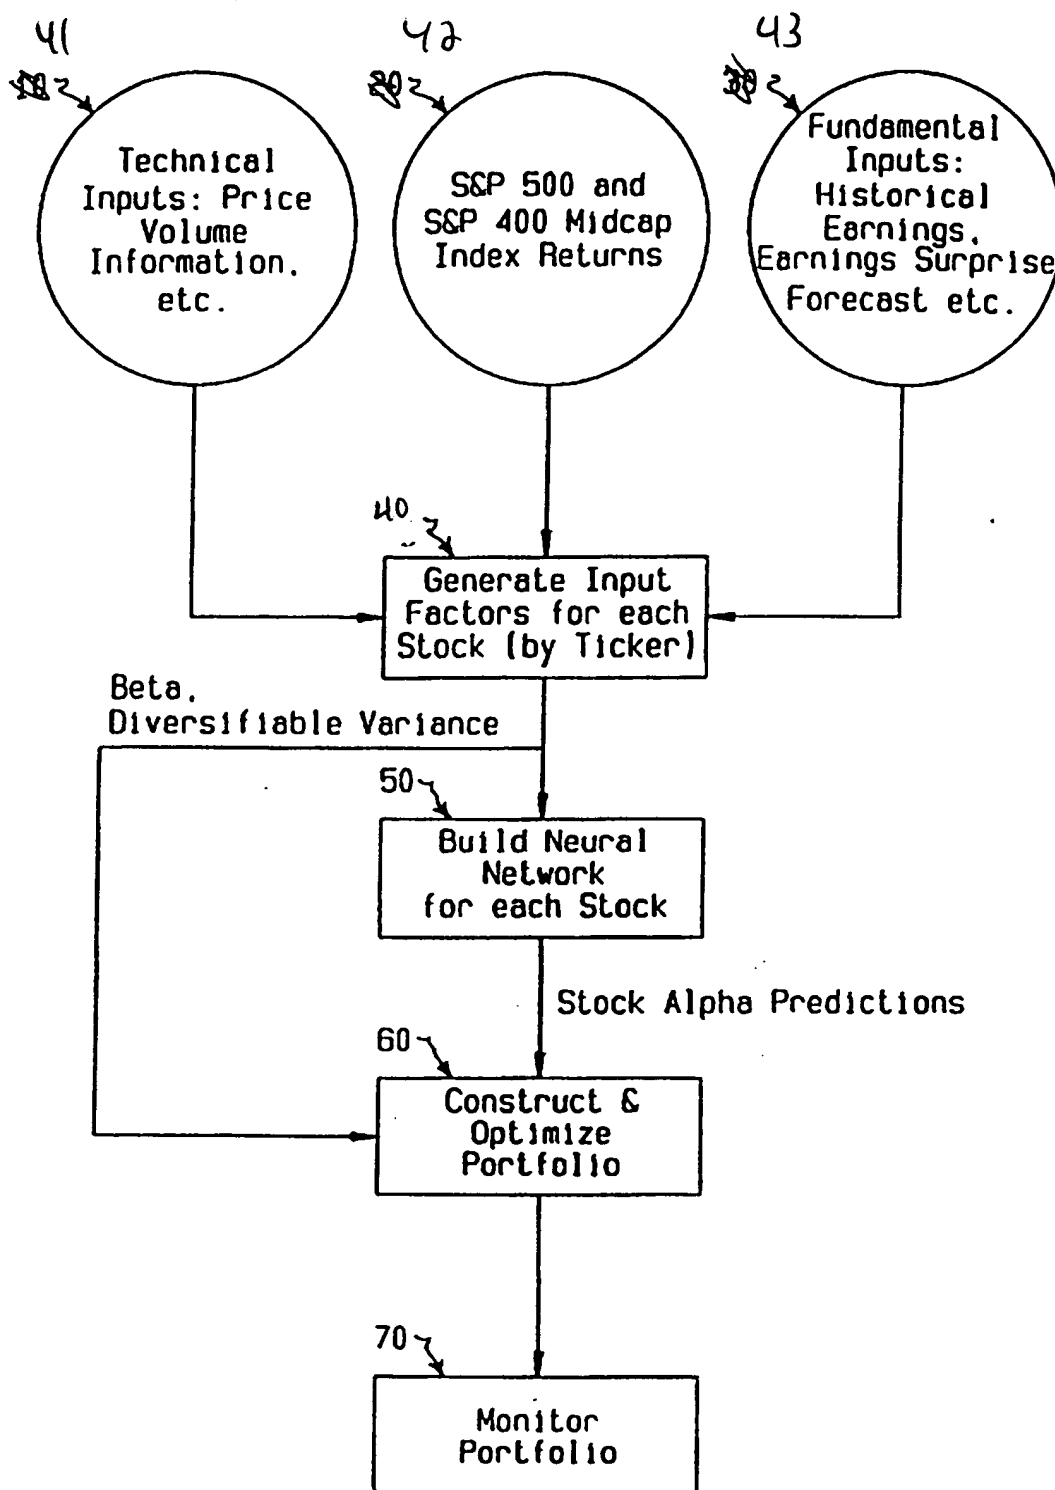 41
42
43
Technical
Inputs: Price
Volume
Information.
etc.
S&P 500 and
S&P 400 Midcap
Index Returns
Fundamental
Inputs:
Historical
Earnings.
Earnings Surprise
Forecast etc.
40
Generate Input
Factors for each
Stock (by Ticker)
Beta.
Diversifiable Variance
50
Build Neural
Network
for each Stock
Stock Alpha Predictions
60
Construct &
Optimize
Portfolio
70
Monitor
Portfolio